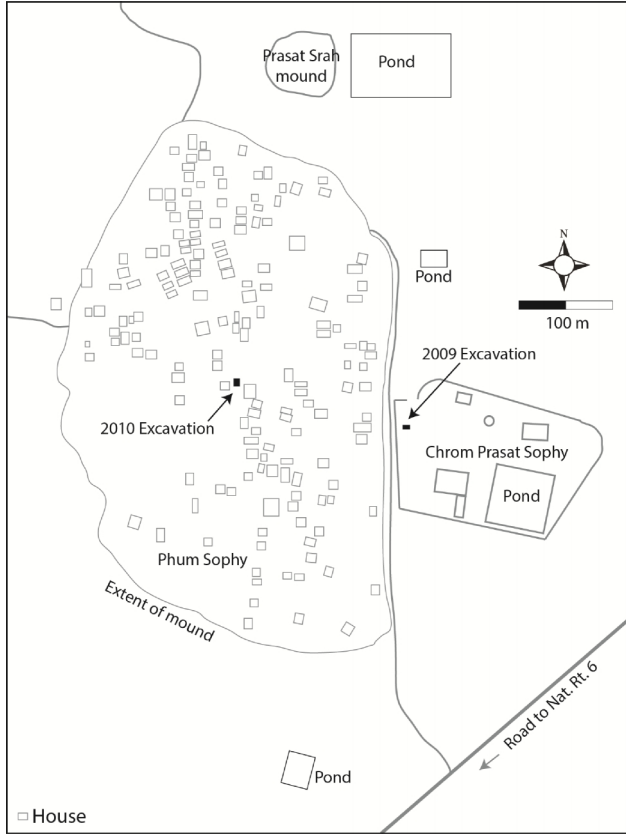 Prasat Srah
mound
Pond
N
Pond
100 m
2009 Excavation
2010 Excavation
Chrom Prasat Sophy
Pond
Phum Sophy
Extent of mound
Road to Nat. Rt. 6
Pond
House